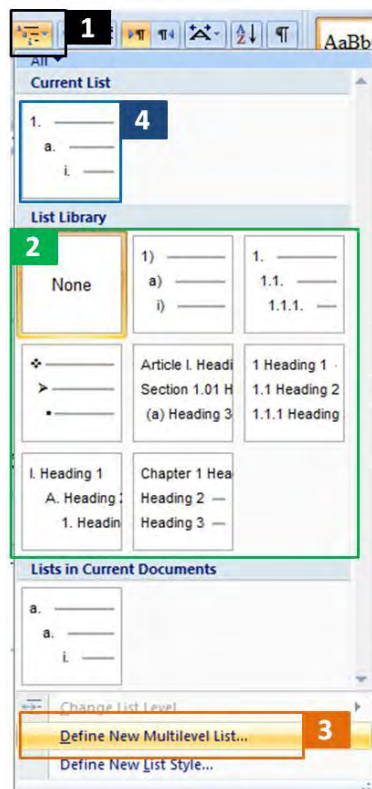 1
AaBb
All
Current List
4
1.
a.
i.
List Library
2
None
1)
a)
i)
1.
1.1.
1.1.1.
Article I. Headi
Section 1.01 H
(a) Heading 3
1 Heading 1
1.1 Heading 2
1.1.1 Heading
I. Heading 1
A. Heading
1. Headin
Chapter 1 Hea
Heading 2
Heading 3
Lists in Current Documents
a.
a.
i.
Change List Level
Define New Multilevel List...
3
Define New List Style...